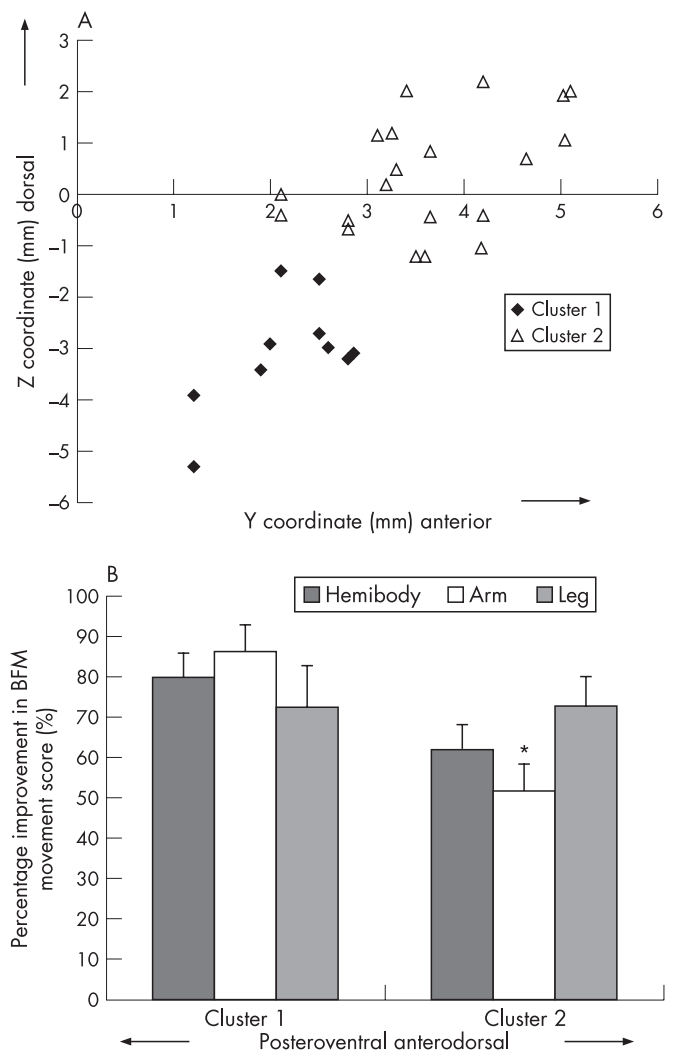 A
3
2
1
0
–1
–2
–3
–4
–5
–6
0 1 2 3 4 5 6
Z coordinate (mm) dorsal
Cluster 1
Cluster 2
Y coordinate (mm) anterior
B
Hemibody Arm Leg
100
90
80
70
60
50
40
30
20
10
0
Percentage improvement in BFM
movement score (%)
*
Cluster 1 Cluster 2
Posteroventral anterodorsal